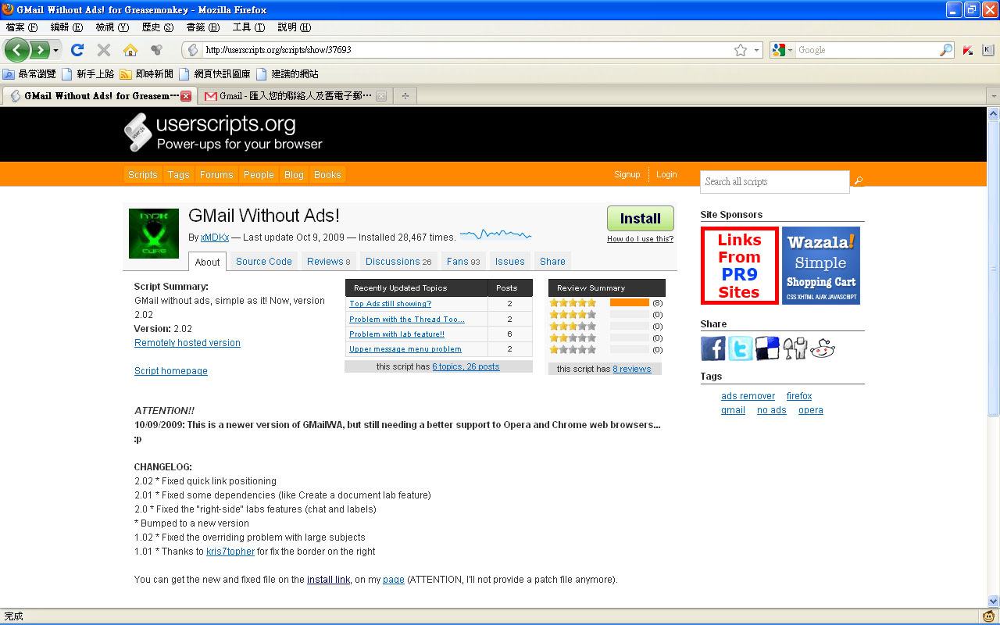 GMail Without Ads! for Greasemonkey - Mozilla Firefox
檔案 (F) 編輯 (E) 檢視 (V) 歷史 (S) 書籤 (B) 工具 (T) 說明 (H)
http://userscripts.org/scripts/show/37693
Google
最常瀏覽 新手上路 即時新聞 網頁快訊圖庫 建議的網站
GMail Without Ads! for Greasem...
Gmail - 匯入您的聯絡人及舊電子郵...
userscripts.org
Power-ups for your browser
Scripts Tags Forums People Blog Books
Signup Login
Search all scripts
MDK
CORE
GMail Without Ads!
By xMDKx — Last update Oct 9, 2009 — Installed 28,467 times.
Install
How do I use this?
About Source Code Reviews 8 Discussions 26 Fans 93 Issues Share
Script Summary:
GMail without ads, simple as it! Now, version
2.02
Version: 2.02
Remotely hosted version
Script homepage
Recently Updated Topics Posts
Top Ads still showing? 2
Problem with the Thread Too... 2
Problem with lab feature!! 6
Upper message menu problem 2
this script has 6 topics, 26 posts
Review Summary
(8)
(0)
(0)
(0)
(0)
this script has 8 reviews
ATTENTION!!
10/09/2009: This is a newer version of GMailWA, but still needing a better support to Opera and Chrome web browsers...
:p
CHANGELOG:
2.02 * Fixed quick link positioning
2.01 * Fixed some dependencies (like Create a document lab feature)
2.0 * Fixed the "right-side" labs features (chat and labels)
* Bumped to a new version
1.02 * Fixed the overriding problem with large subjects
1.01 * Thanks to kris7topher for fix the border on the right
You can get the new and fixed file on the install link, on my page (ATTENTION, I'll not provide a patch file anymore).
Site Sponsors
Links
From
PR9
Sites
Wazala!
Simple
Shopping Cart
CSS XHTML AJAX JAVASCRIPT
Share
Tags
ads remover firefox
gmail no ads opera
完成